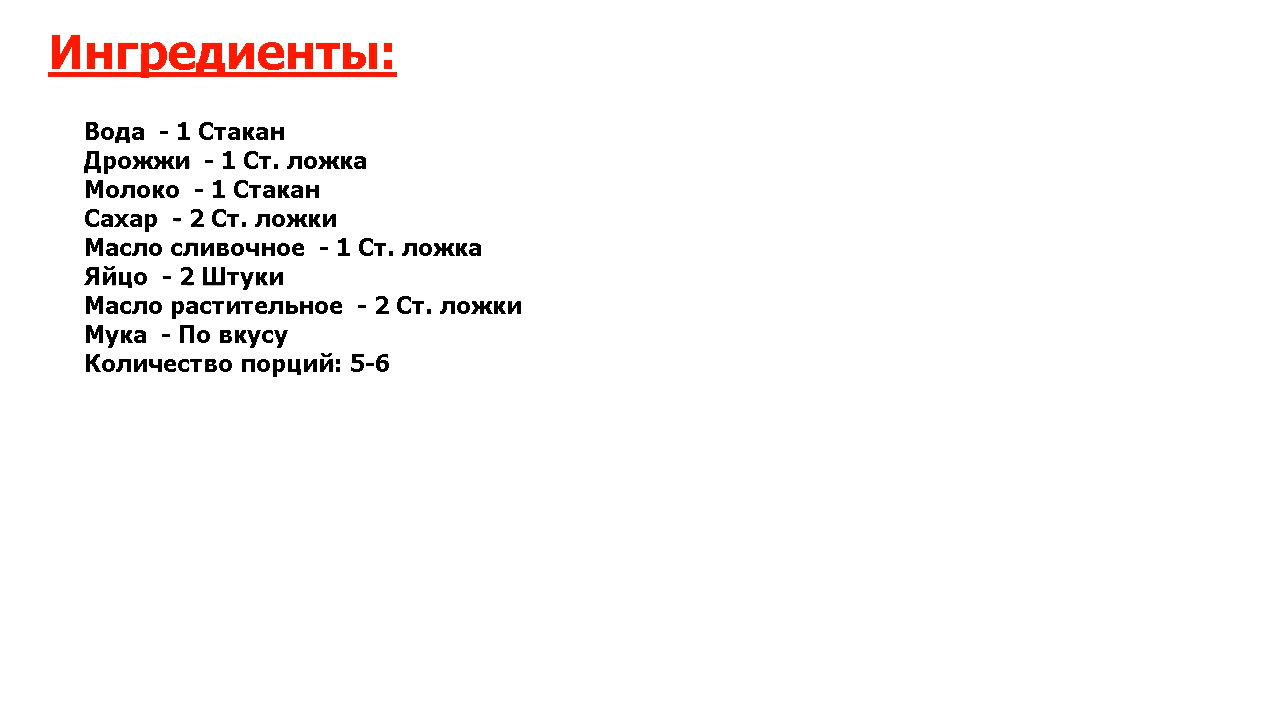 Ингредиенты:
Вода - 1 Стакан
Дрожжи - 1 Ст. ложка
Молоко - 1 Стакан
Сахар - 2 Ст. ложки
Масло сливочное - 1 Ст. ложка
Яйцо - 2 Штуки
Масло растительное - 2 Ст. ложки
Мука - По вкусу
Количество порций: 5-6